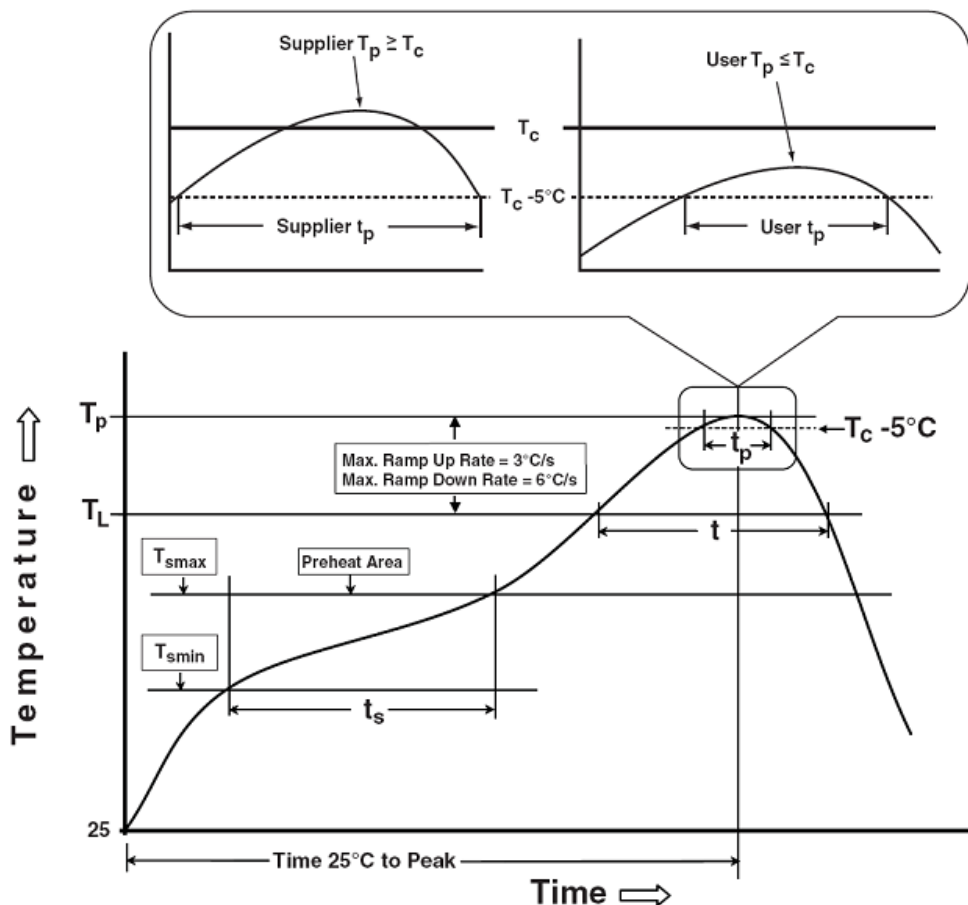 Supplier Tp ≥ Tc
User Tp ≤ Tc
Tc
Tc -5°C
Supplier tp
User tp
Tp
Tc -5°C
tp
Max. Ramp Up Rate = 3°C/s
Max. Ramp Down Rate = 6°C/s
TL
t
Tsmax
Preheat Area
Tsmin
ts
Temperature
25
Time 25°C to Peak
Time